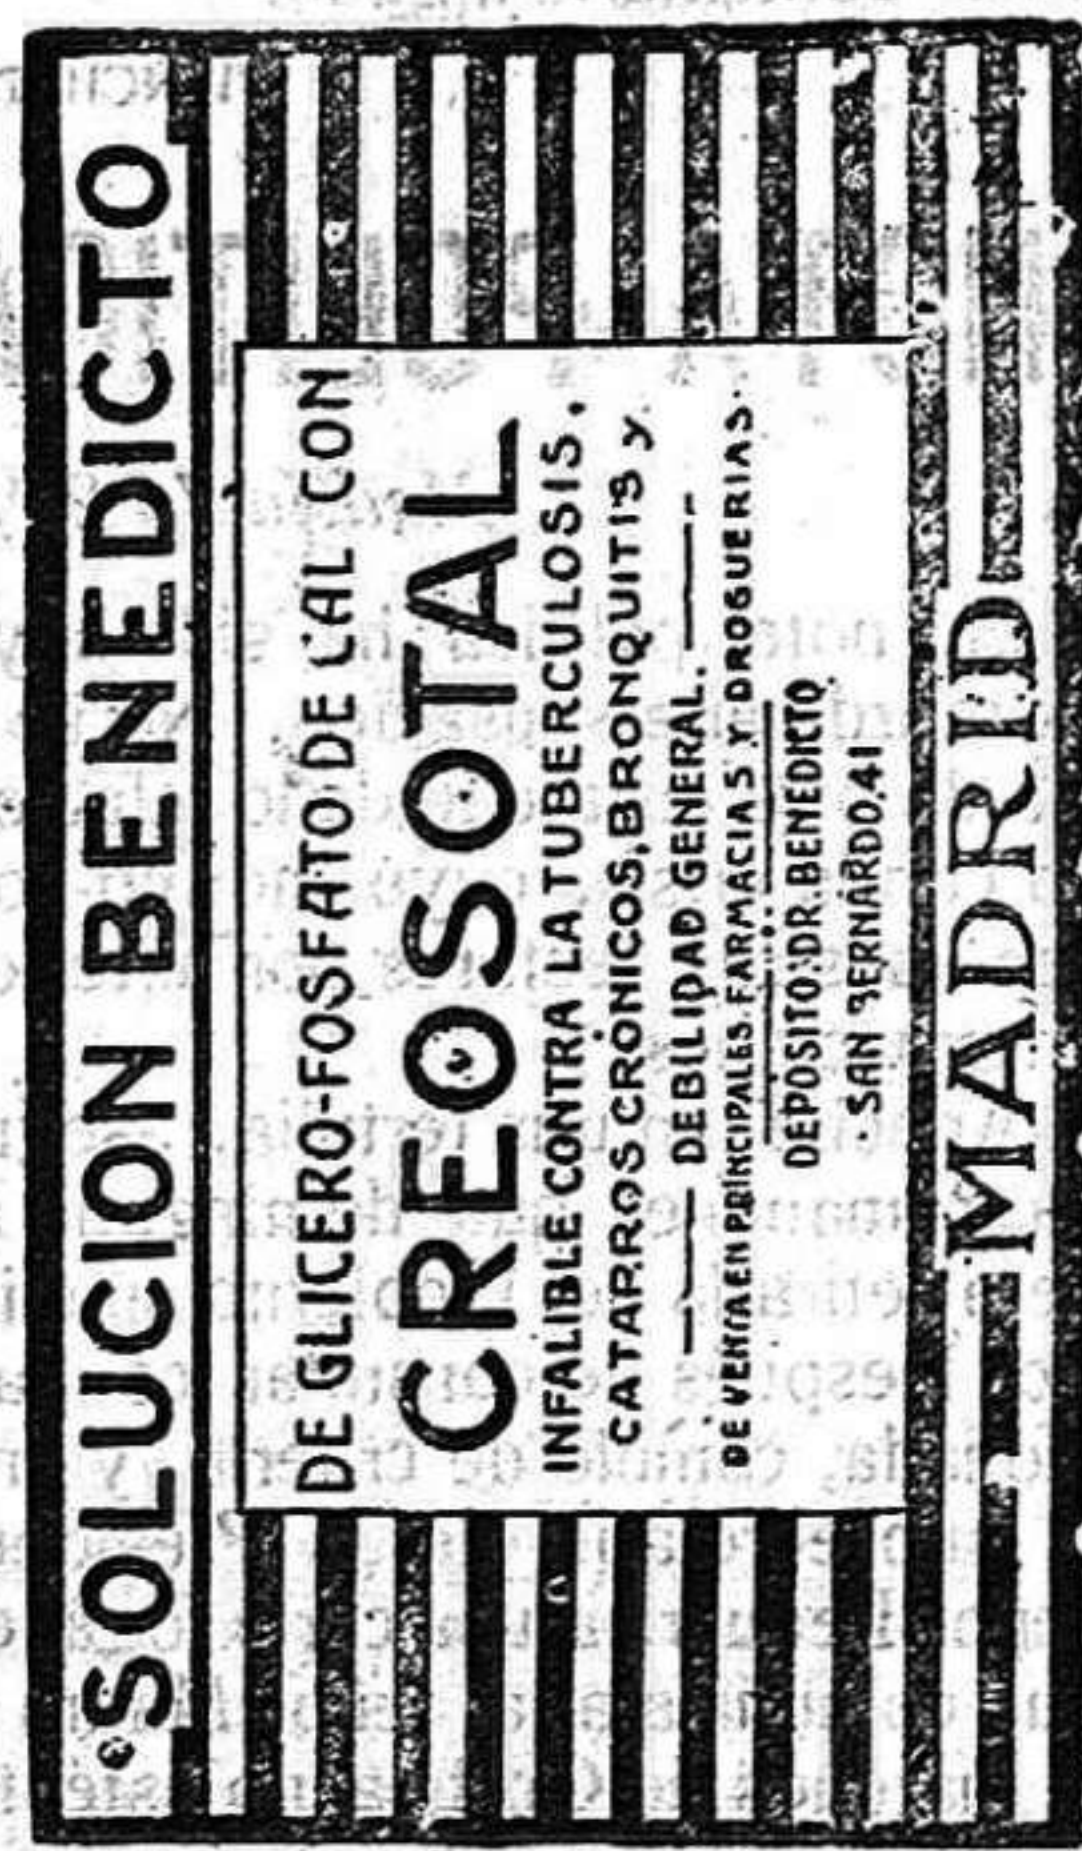 SOLUCION BENEDICTO
DE GLICERO-FOSFATO DE CAL CON
CREOSOTAL
INFALIBLE CONTRA LA TUBERCULOSIS,
CATARROS CRÓNICOS, BRONQUITIS y
DEBILIDAD GENERAL.
DE VENTA EN PRINCIPALES FARMACIAS Y DROGUERIAS.
DEPOSITO: DR. BENEDICTO.
SAN BERNARDO, 41
MADRID